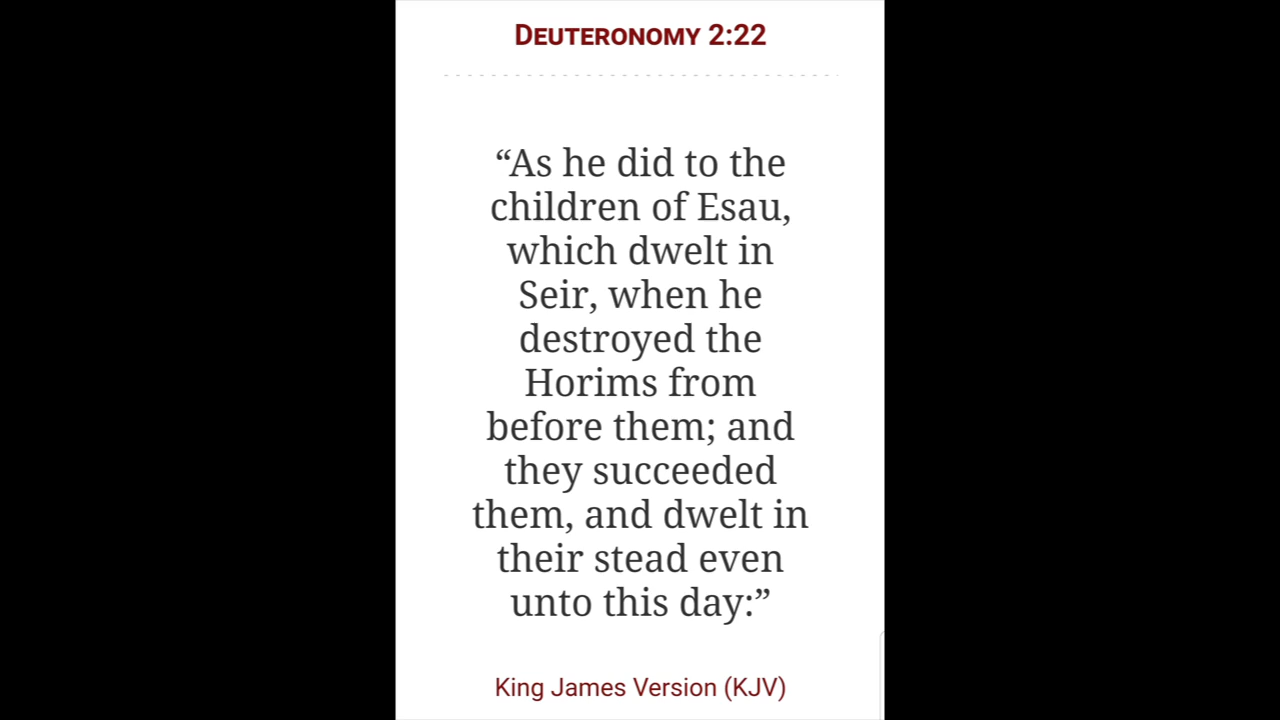 DEUTERONOMY 2:22
“As he did to the
children of Esau,
which dwelt in
Seir, when he
destroyed the
Horims from
before them; and
they succeeded
them, and dwelt in
their stead even
unto this day:”
King James Version (KJV)